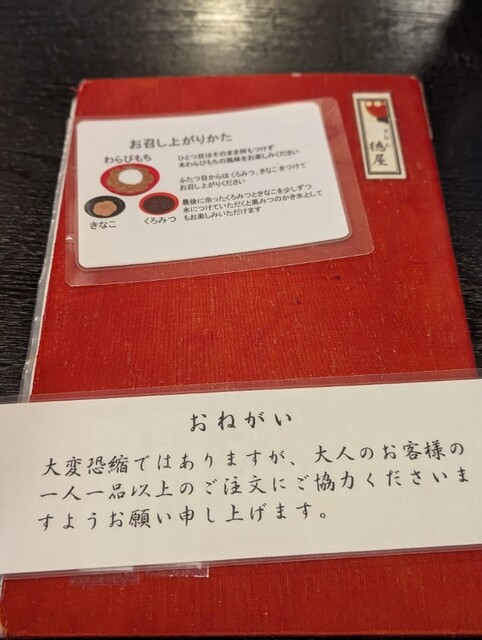 お召し上がりかた
わらびもち
ひとつ目はそのまま何もつけず
本わらびもちの風味をお楽しみください
ふたつ目からはくろみつ、きなこをつけて
お召し上がりください
きなこ
くろみつ
最後に余ったくろみつときなこを少しずつ
氷につけていただくと黒みつのかき氷として
もお楽しみいただけます
ぎおん
徳屋
おねがい
大変恐縮ではありますが、大人のお客様の
一人一品以上のご注文にご協力くださいま
すようお願い申し上げます。